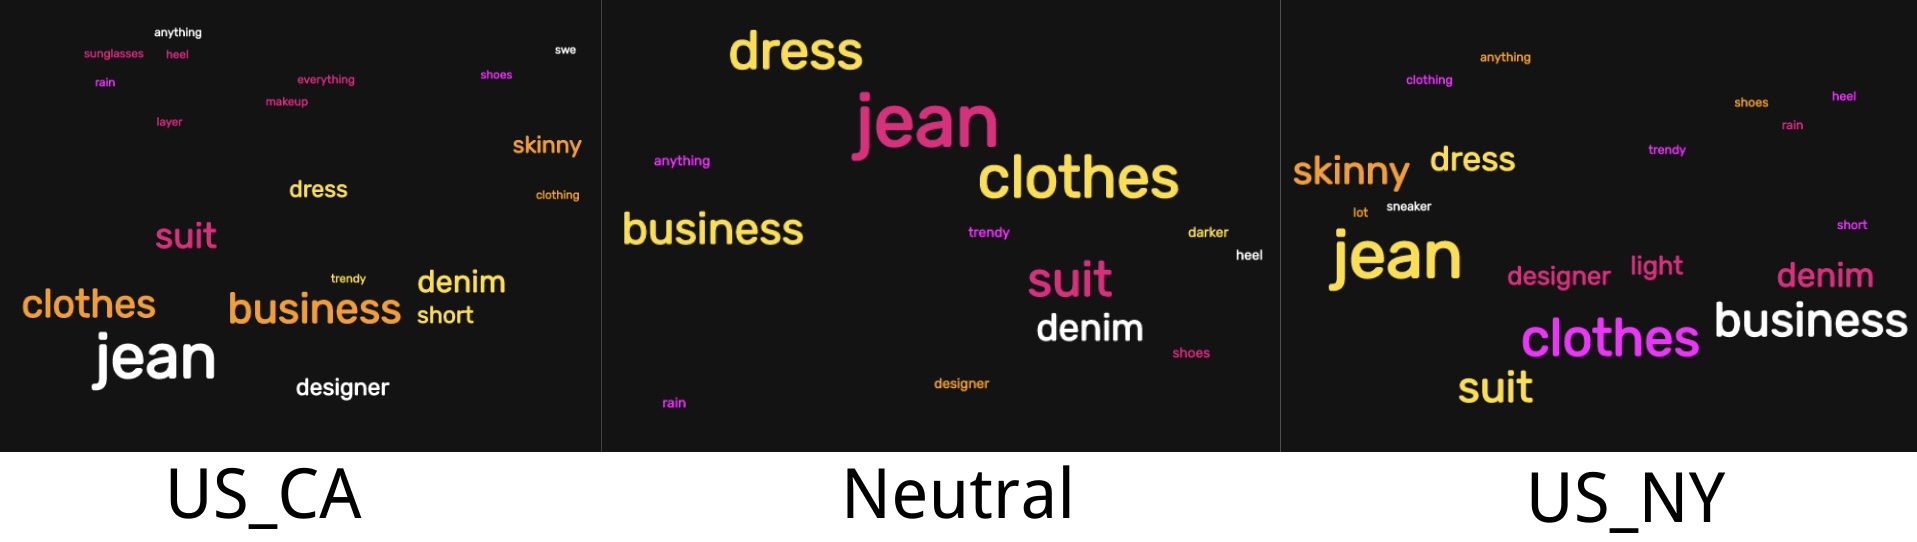 anything
sunglasses heel
swe
rain
everything
shoes
makeup
layer
skinny
dress
clothing
suit
trendy
denim
clothes
business
short
jean
designer
US_CA
dress
jean
anything
clothes
business
trendy
darker
heel
suit
denim
shoes
designer
rain
Neutral
anything
clothing
heel
shoes
rain
trendy
dress
skinny
sneaker
lot
short
jean
light
designer
denim
business
clothes
suit
US_NY